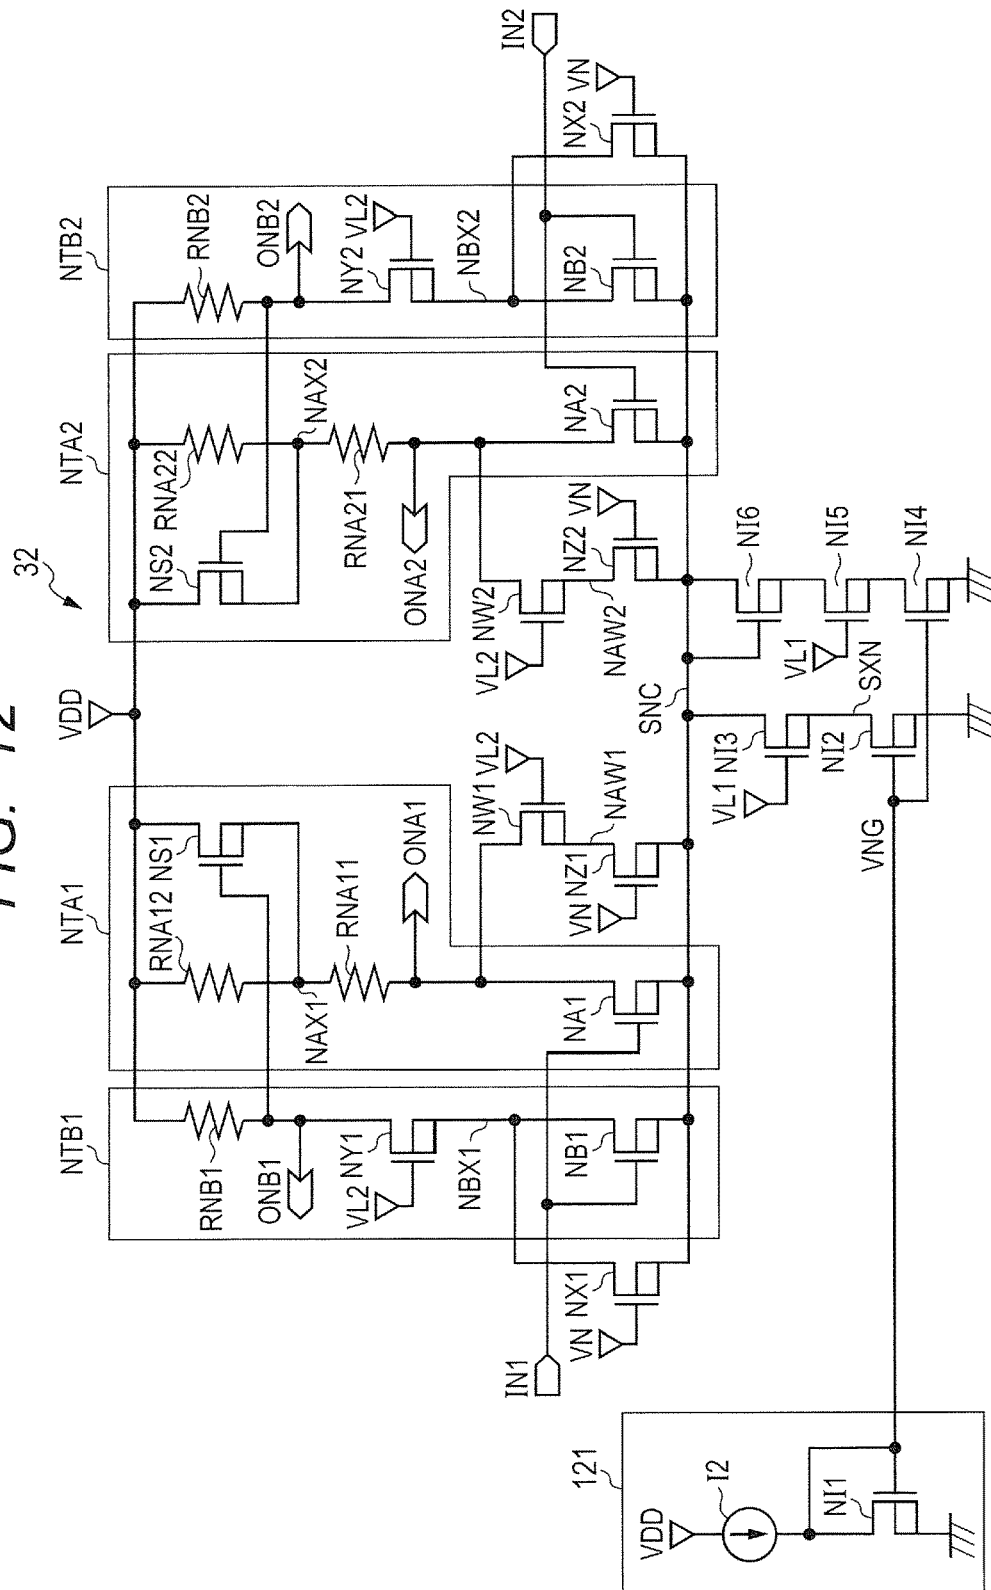 FIG. 12
32
VDD
NTB1
NTA1
NTA2
NTB2
RNB1
RNA12
NS1
NS2
RNA22
RNB2
ONB1
NAX1
RNA11
ONA1
ONA2
RNA21
NAX2
ONB2
VL2
NY1
NBX1
NW1
VL2
VL2
NW2
NY2
VL2
NBX2
IN1
VN
NX1
NB1
NA1
VN
NZ1
NAW1
NAW2
NZ2
VN
NA2
NB2
NX2
VN
IN2
SNC
VL1
NI3
SXN
NI2
VNG
NI6
VL1
NI5
NI4
121
VDD
I2
NI1